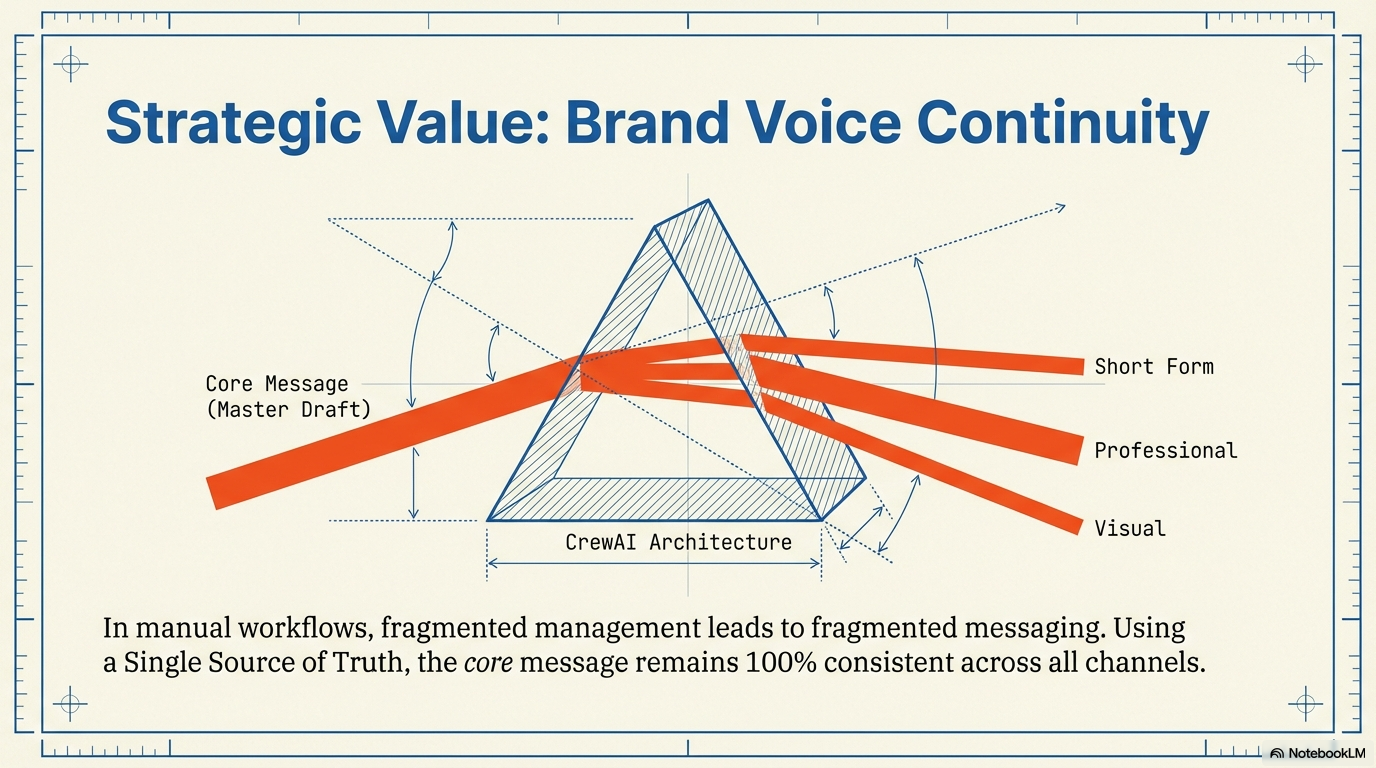 Strategic Value: Brand Voice Continuity
Core Message
(Master Draft)
Short Form
Professional
Visual
CrewAI Architecture
In manual workflows, fragmented management leads to fragmented messaging. Using
a Single Source of Truth, the core message remains 100% consistent across all channels.
NotebookLM